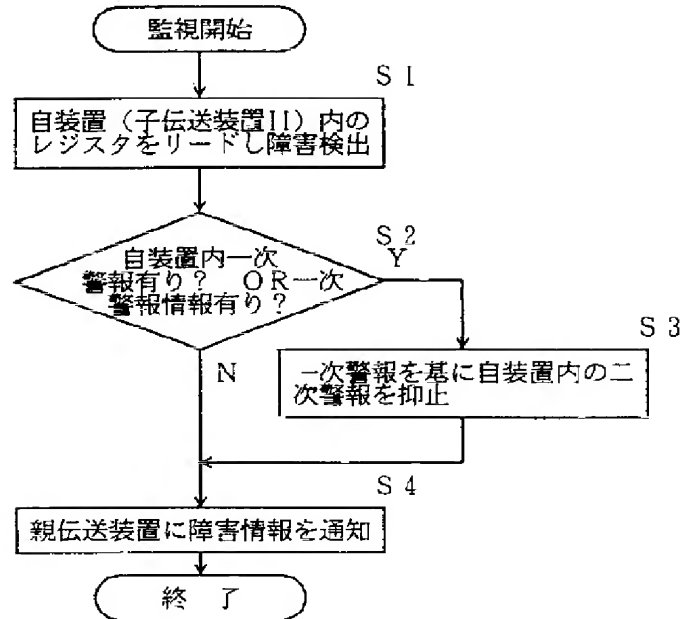 監視開始
S 1
自装置（子伝送装置II）内の
レジスタをリードし障害検出
S 2
自装置内一次
警報有り？ OR一次
警報情報有り？
Y
N
S 3
一次警報を基に自装置内の二
次警報を抑止
S 4
親伝送装置に障害情報を通知
終 了